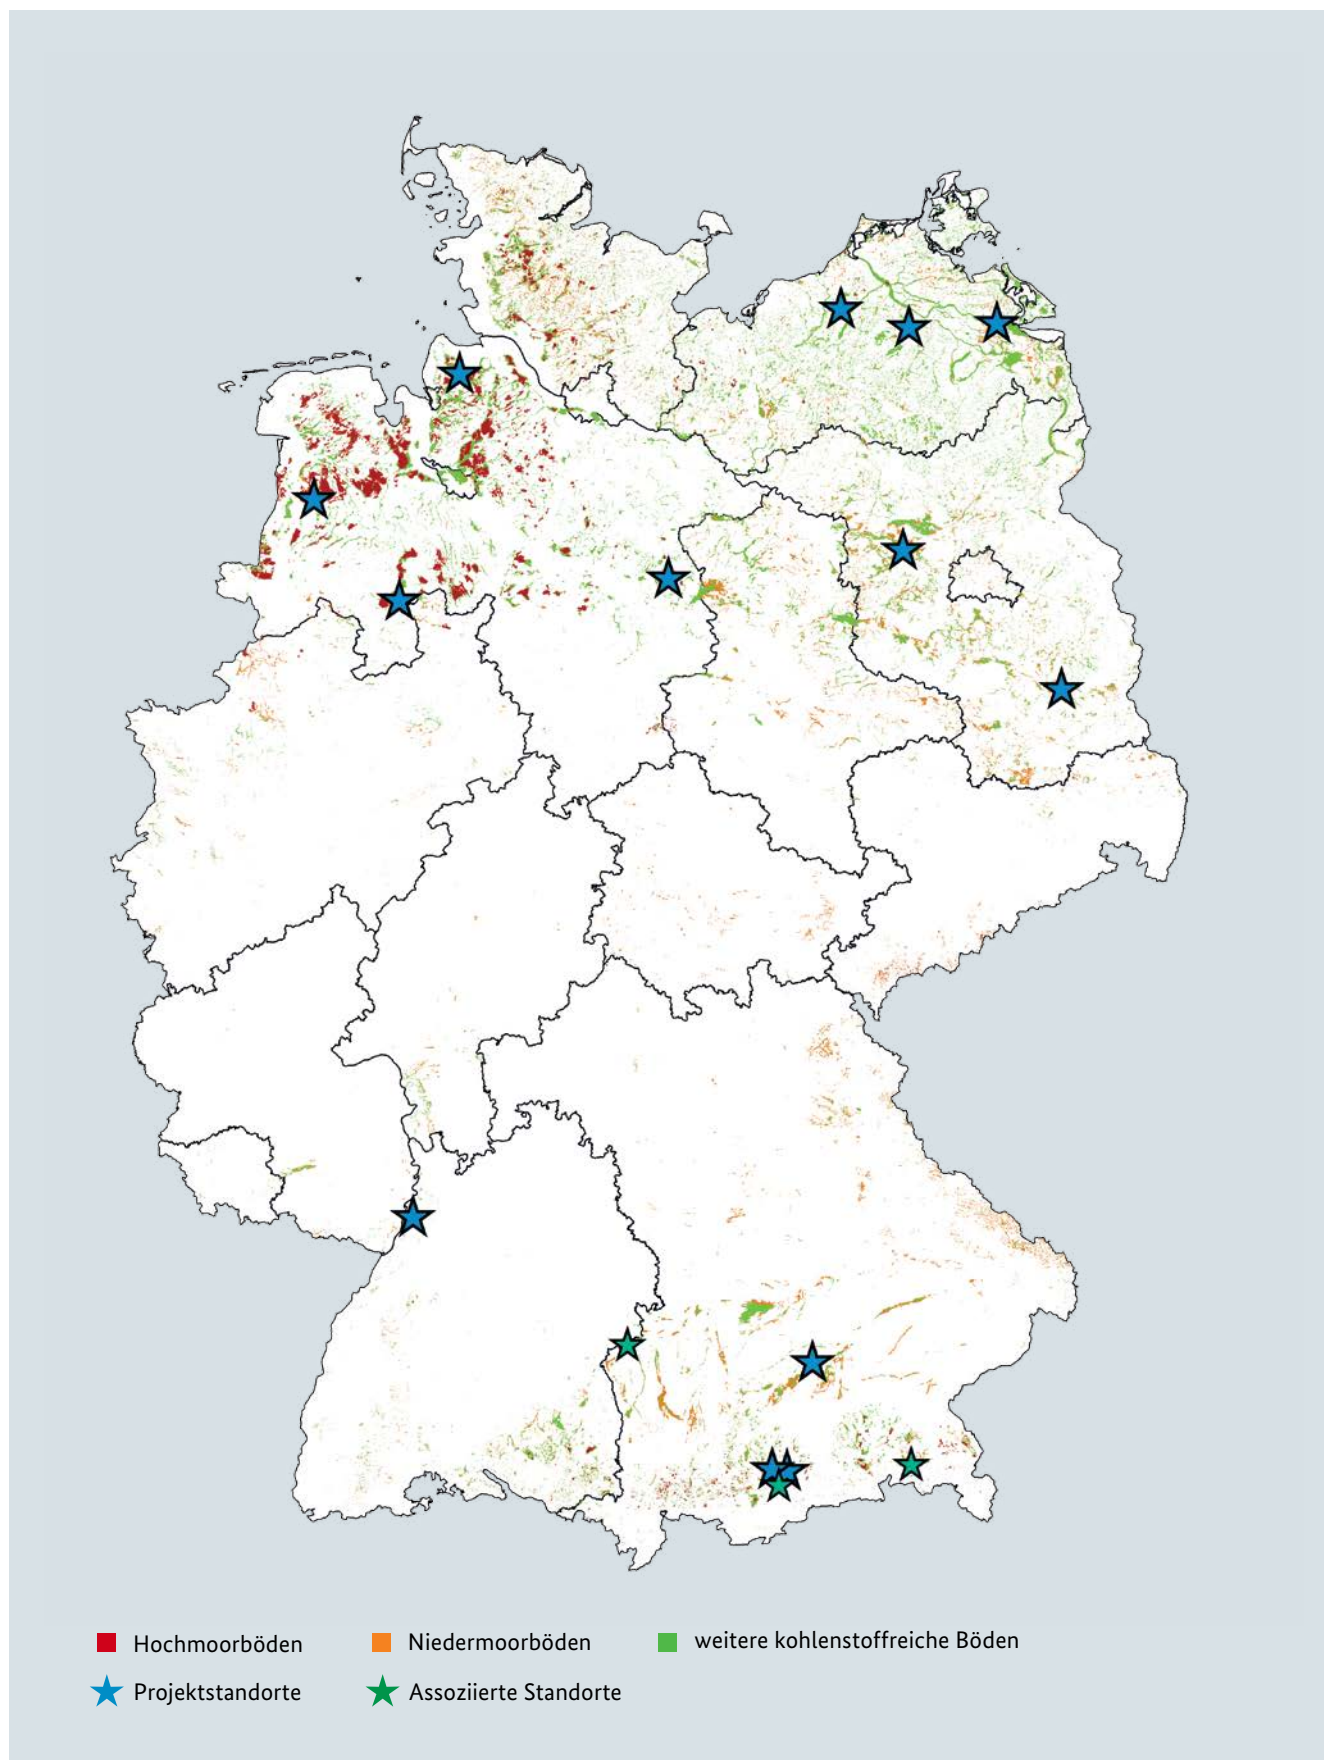 Hochmoorböden Niedermoorböden weitere kohlenstoffreiche Böden
Projektstandorte Assoziierte Standorte